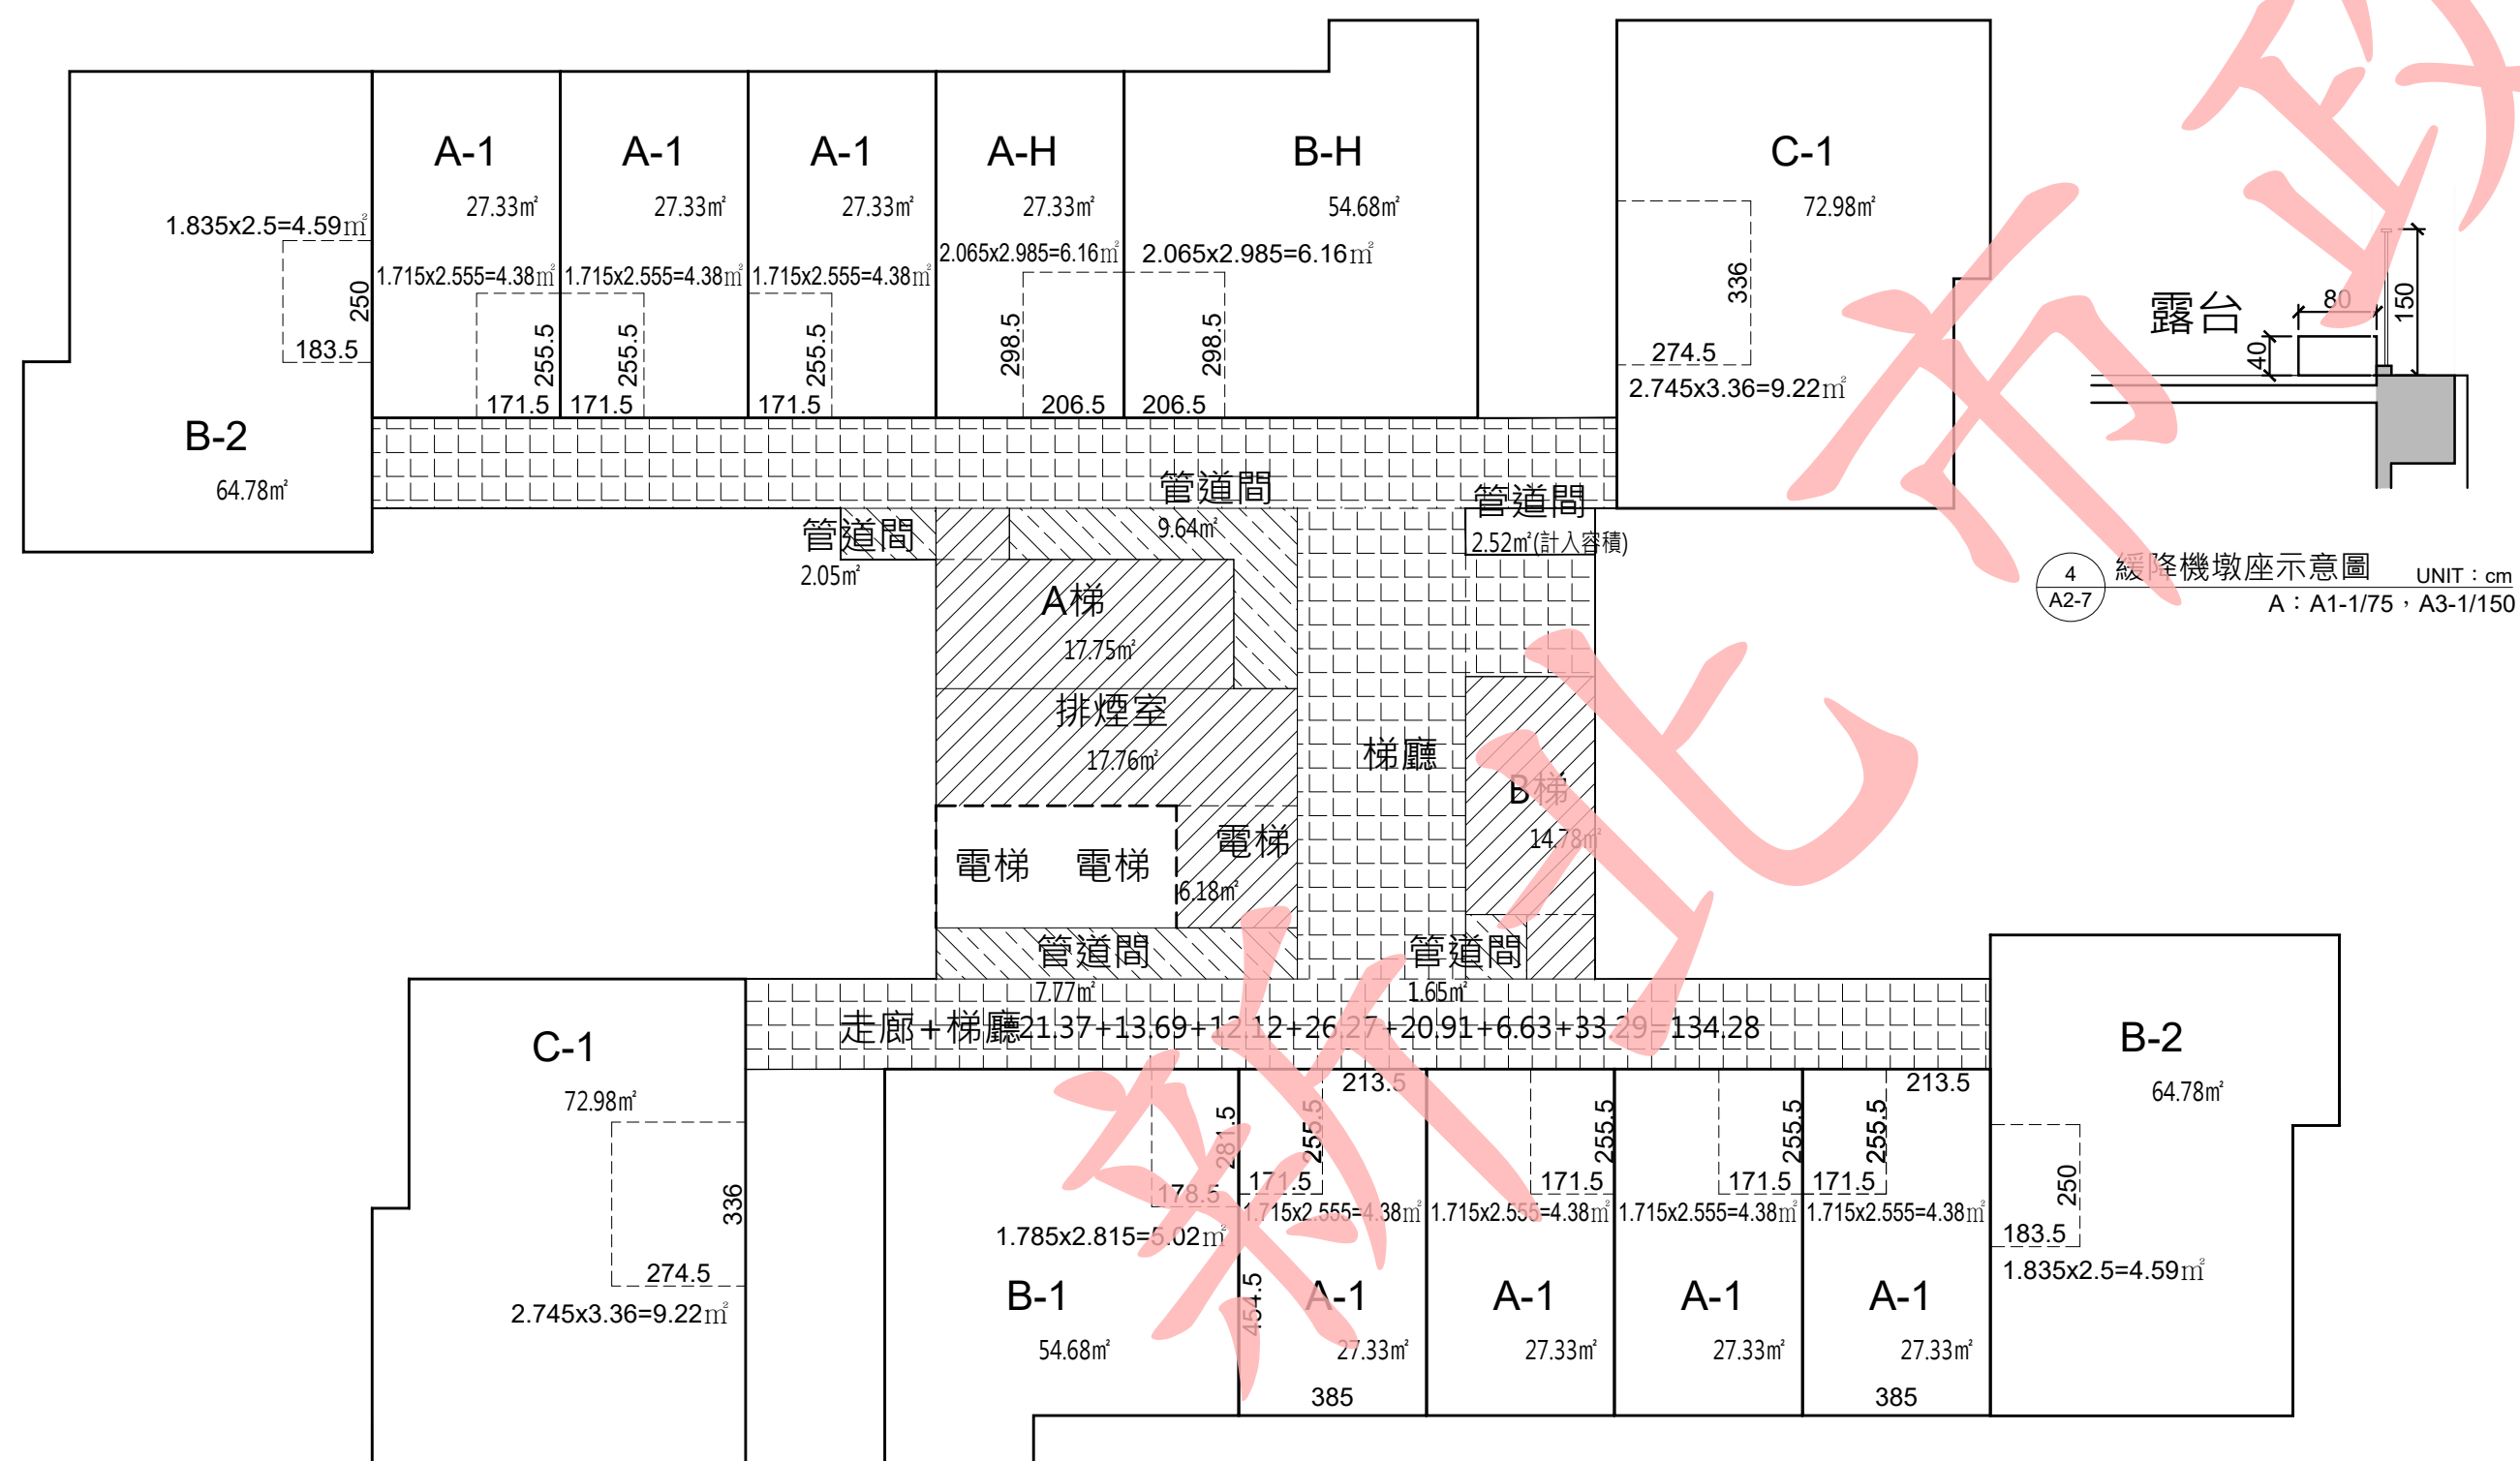 A-1
A-1
A-1
A-H
B-H
C-1
27.33㎡
27.33㎡
27.33㎡
27.33㎡
54.68㎡
72.98㎡
1.835x2.5=4.59㎡
2.065x2.985=6.16㎡
2.065x2.985=6.16㎡
1.715x2.555=4.38㎡
1.715x2.555=4.38㎡
1.715x2.555=4.38㎡
250
183.5
255.5
255.5
255.5
298.5
298.5
336
274.5
2.745x3.36=9.22㎡
171.5
171.5
171.5
206.5
206.5
B-2
64.78㎡
露台
80
150
40
4
A2-7
緩降機墩座示意圖
UNIT：cm
A：A1-1/75，A3-1/150
管道間
9.64㎡
管道間
2.52㎡(計入容積)
管道間
2.05㎡
A梯
17.75㎡
排煙室
17.76㎡
梯廳
B梯
14.78㎡
電梯
電梯
電梯
6.18㎡
管道間
7.77㎡
管道間
1.65㎡
走廊+梯廳21.37+13.69+12.12+26.27+20.91+6.63+33.29=134.28
C-1
72.98㎡
336
274.5
2.745x3.36=9.22㎡
B-2
64.78㎡
250
183.5
1.835x2.5=4.59㎡
213.5
213.5
281.5
255.5
255.5
255.5
255.5
178.5
171.5
171.5
171.5
171.5
1.785x2.815=5.02㎡
1.715x2.555=4.38㎡
1.715x2.555=4.38㎡
1.715x2.555=4.38㎡
1.715x2.555=4.38㎡
B-1
54.68㎡
454.5
A-1
A-1
A-1
A-1
27.33㎡
27.33㎡
27.33㎡
27.33㎡
385
385
新北市政